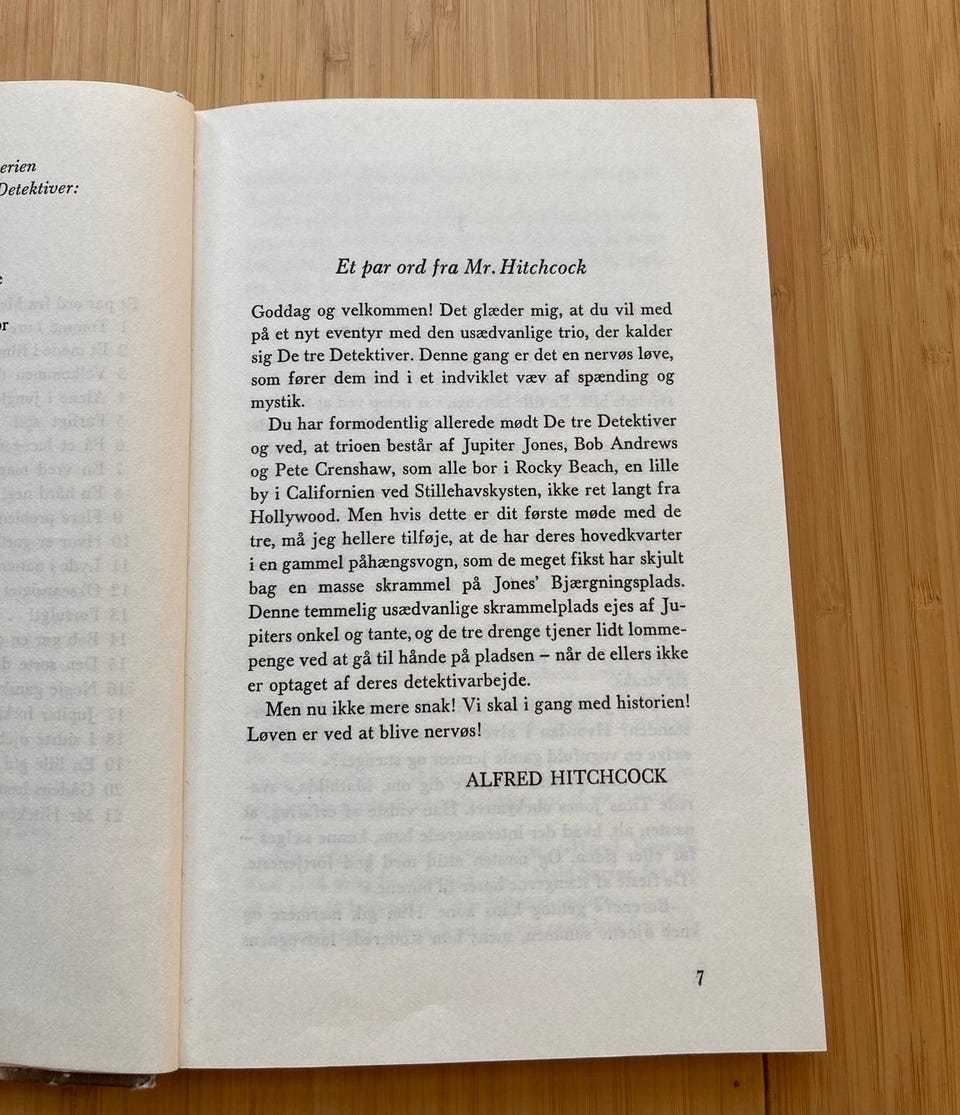 erien
Detektiver:
Et par ord fra Mr. Hitchcock
Goddag og velkommen! Det glæder mig, at du vil med
på et nyt eventyr med den usædvanlige trio, der kalder
sig De tre Detektiver. Denne gang er det en nervøs løve,
som fører dem ind i et indviklet væv af spænding og
mystik.
Du har formodentlig allerede mødt De tre Detektiver
og ved, at trioen består af Jupiter Jones, Bob Andrews
og Pete Crenshaw, som alle bor i Rocky Beach, en lille
by i Californien ved Stillehavskysten, ikke ret langt fra
Hollywood. Men hvis dette er dit første møde med de
tre, må jeg hellere tilføje, at de har deres hovedkvarter
i en gammel påhængsvogn, som de meget fikst har skjult
bag en masse skrammel på Jones' Bjærgningsplads.
Denne temmelig usædvanlige skrammelplads ejes af Ju-
piters onkel og tante, og de tre drenge tjener lidt lomme-
penge ved at gå til hånde på pladsen – når de ellers ikke
er optaget af deres detektivarbejde.
Men nu ikke mere snak! Vi skal i gang med historien!
Løven er ved at blive nervøs!
ALFRED HITCHCOCK
7